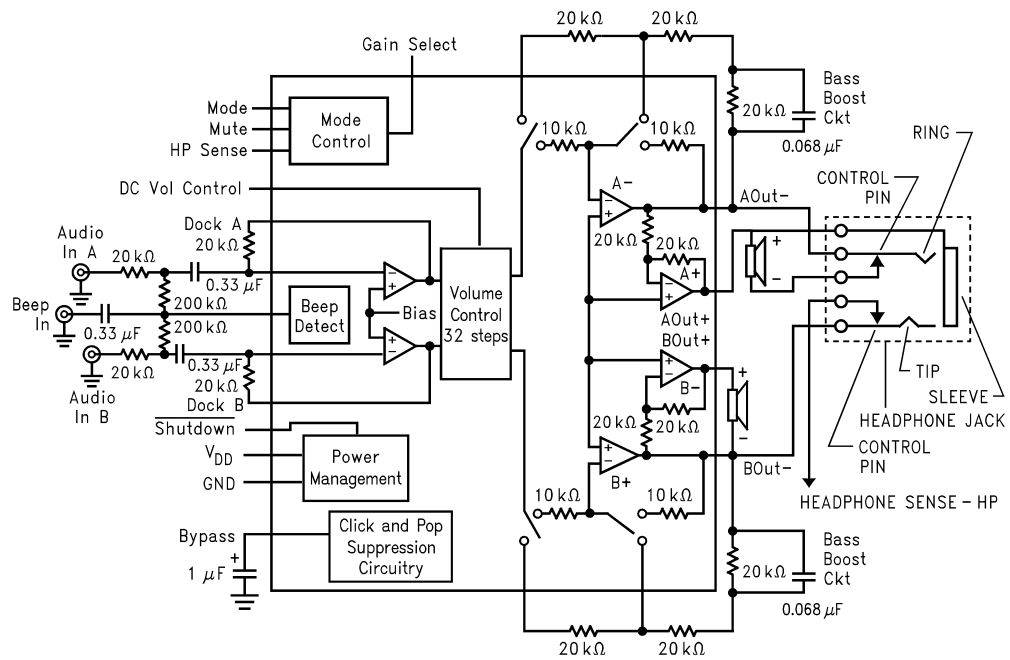 20 kΩ
20 kΩ
Gain Select
Mode
Mute
HP Sense
Mode
Control
10 kΩ
10 kΩ
20 kΩ
Bass
Boost
Ckt
0.068 μF
RING
CONTROL
PIN
DC Vol Control
A−
−
+
AOut−
Dock A
20 kΩ
Audio
In A
20 kΩ
0.33 μF
200 kΩ
Beep
In
0.33 μF
200 kΩ
Beep
Detect
−
+
Bias
+
−
Volume
Control
32 steps
20 kΩ
20 kΩ
A+
−
+
AOut+
BOut+
+
−
B−
+
−
+
−
20 kΩ
0.33 μF
20 kΩ
Dock B
Audio
In B
20 kΩ
20 kΩ
+
−
B+
BOut−
TIP
SLEEVE
HEADPHONE JACK
CONTROL
PIN
HEADPHONE SENSE – HP
Shutdown
VDD
GND
Power
Management
10 kΩ
10 kΩ
Bypass
+
1 μF
Click and Pop
Suppression
Circuitry
20 kΩ
Bass
Boost
Ckt
0.068 μF
20 kΩ
20 kΩ